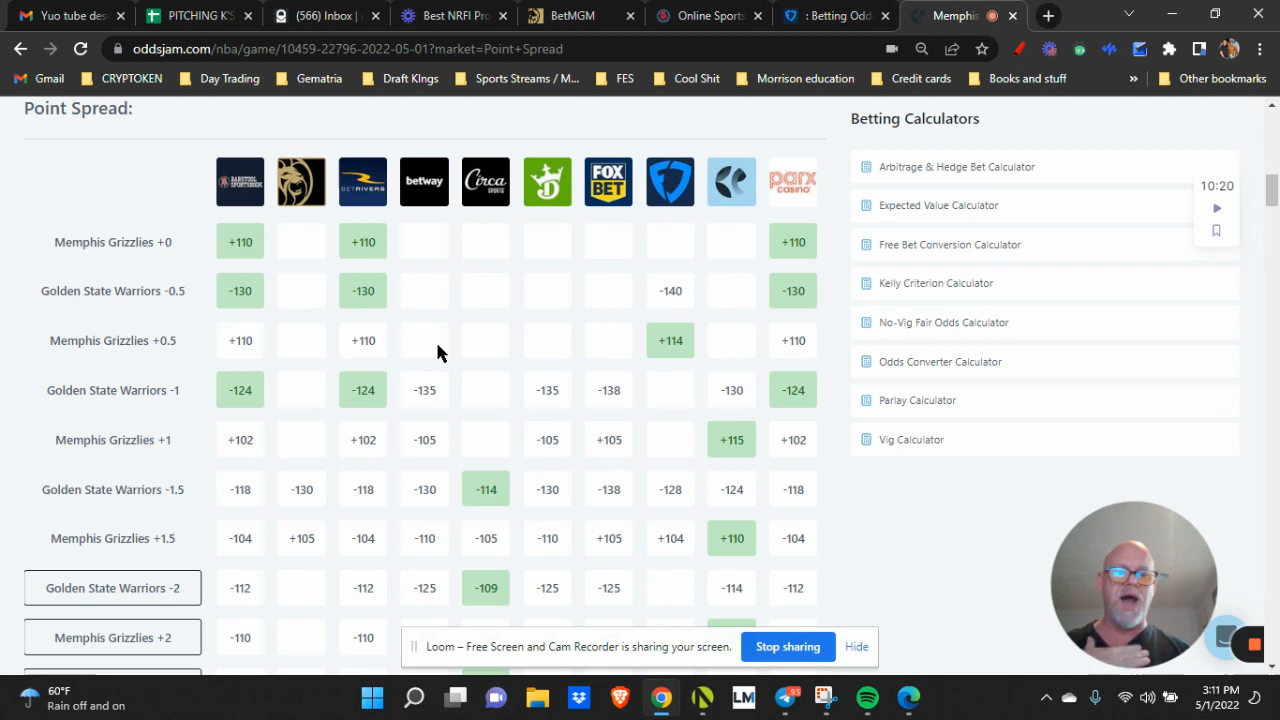 Yuo tube des
PITCHING K'S
(566) Inbox |
Best NRFI Pro
BetMGM
Online Sports
: Betting Odd
Memphis
oddsjam.com/nba/game/10459-22796-2022-05-01?market=Point+Spread
Gmail
CRYPTOKEN
Day Trading
Gematria
Draft KIngs
Sports Streams / M...
FES
Cool Shit
Morrison education
Credit cards
Books and stuff
»
Other bookmarks
Point Spread:
Betting Calculators
BARSTOOL SPORTSBOOK
BETRIVERS
betway
Circa SPORTS
FOX BET
parx casino
Arbitrage & Hedge Bet Calculator
Expected Value Calculator
Free Bet Conversion Calculator
Kelly Criterion Calculator
No-Vig Fair Odds Calculator
Odds Converter Calculator
Parlay Calculator
Vig Calculator
10:20
Memphis Grizzlies +0 +110 +110 +110
Golden State Warriors -0.5 -130 -130 -140 -130
Memphis Grizzlies +0.5 +110 +110 +114 +110
Golden State Warriors -1 -124 -124 -135 -135 -138 -130 -124
Memphis Grizzlies +1 +102 +102 -105 -105 +105 +115 +102
Golden State Warriors -1.5 -118 -130 -118 -130 -114 -130 -138 -128 -124 -118
Memphis Grizzlies +1.5 -104 +105 -104 -110 -105 -110 +105 +104 +110 -104
Golden State Warriors -2 -112 -112 -125 -109 -125 -125 -114 -112
Memphis Grizzlies +2 -110 -110
Loom – Free Screen and Cam Recorder is sharing your screen.
Stop sharing
Hide
60°F
Rain off and on
LM
95
3:11 PM
5/1/2022